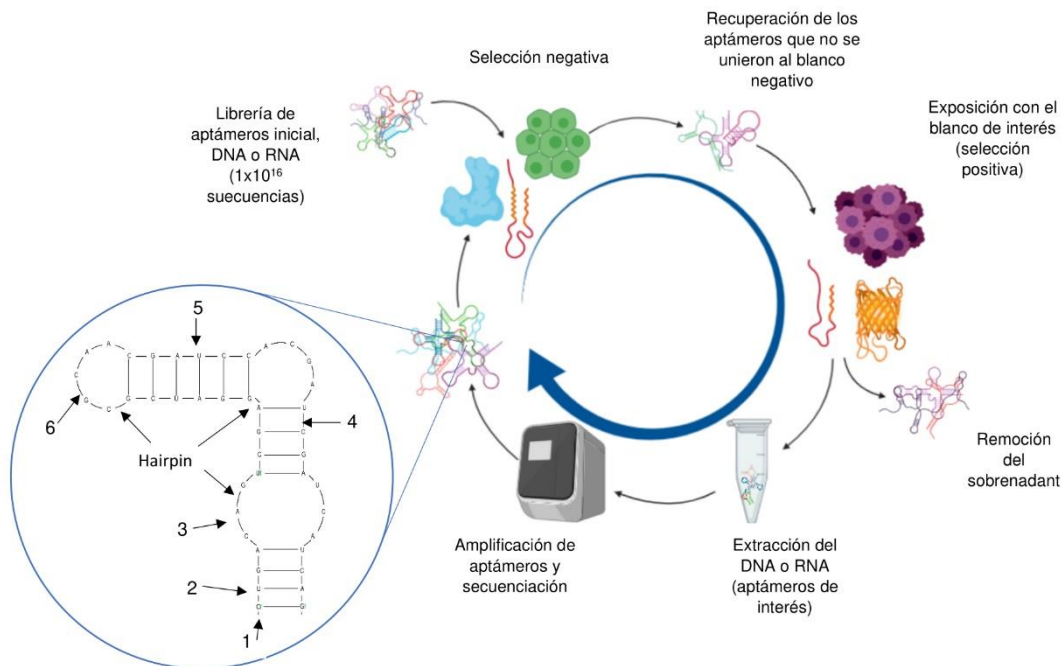 Librería de
aptámeros inicial,
DNA o RNA
(1x10¹⁶
suecuencias)
Selección negativa
Recuperación de los
aptámeros que no se
unieron al blanco
negativo
Exposición con el
blanco de interés
(selección
positiva)
Remoción
del
sobrenadant
Extracción del
DNA o RNA
(aptámeros de
interés)
Amplificación de
aptámeros y
secuenciación
5
A A C G A U G C A C G
6
4
Hairpin
3
2
1